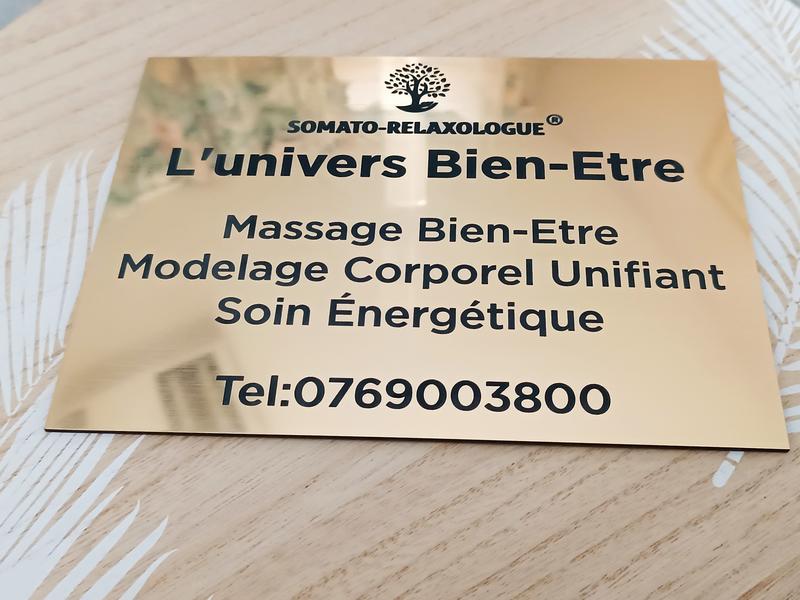 SOMATO-RELAXOLOGUE®
L'univers Bien-Etre
Massage Bien-Etre
Modelage Corporel Unifiant
Soin Énergétique
Tel:0769003800